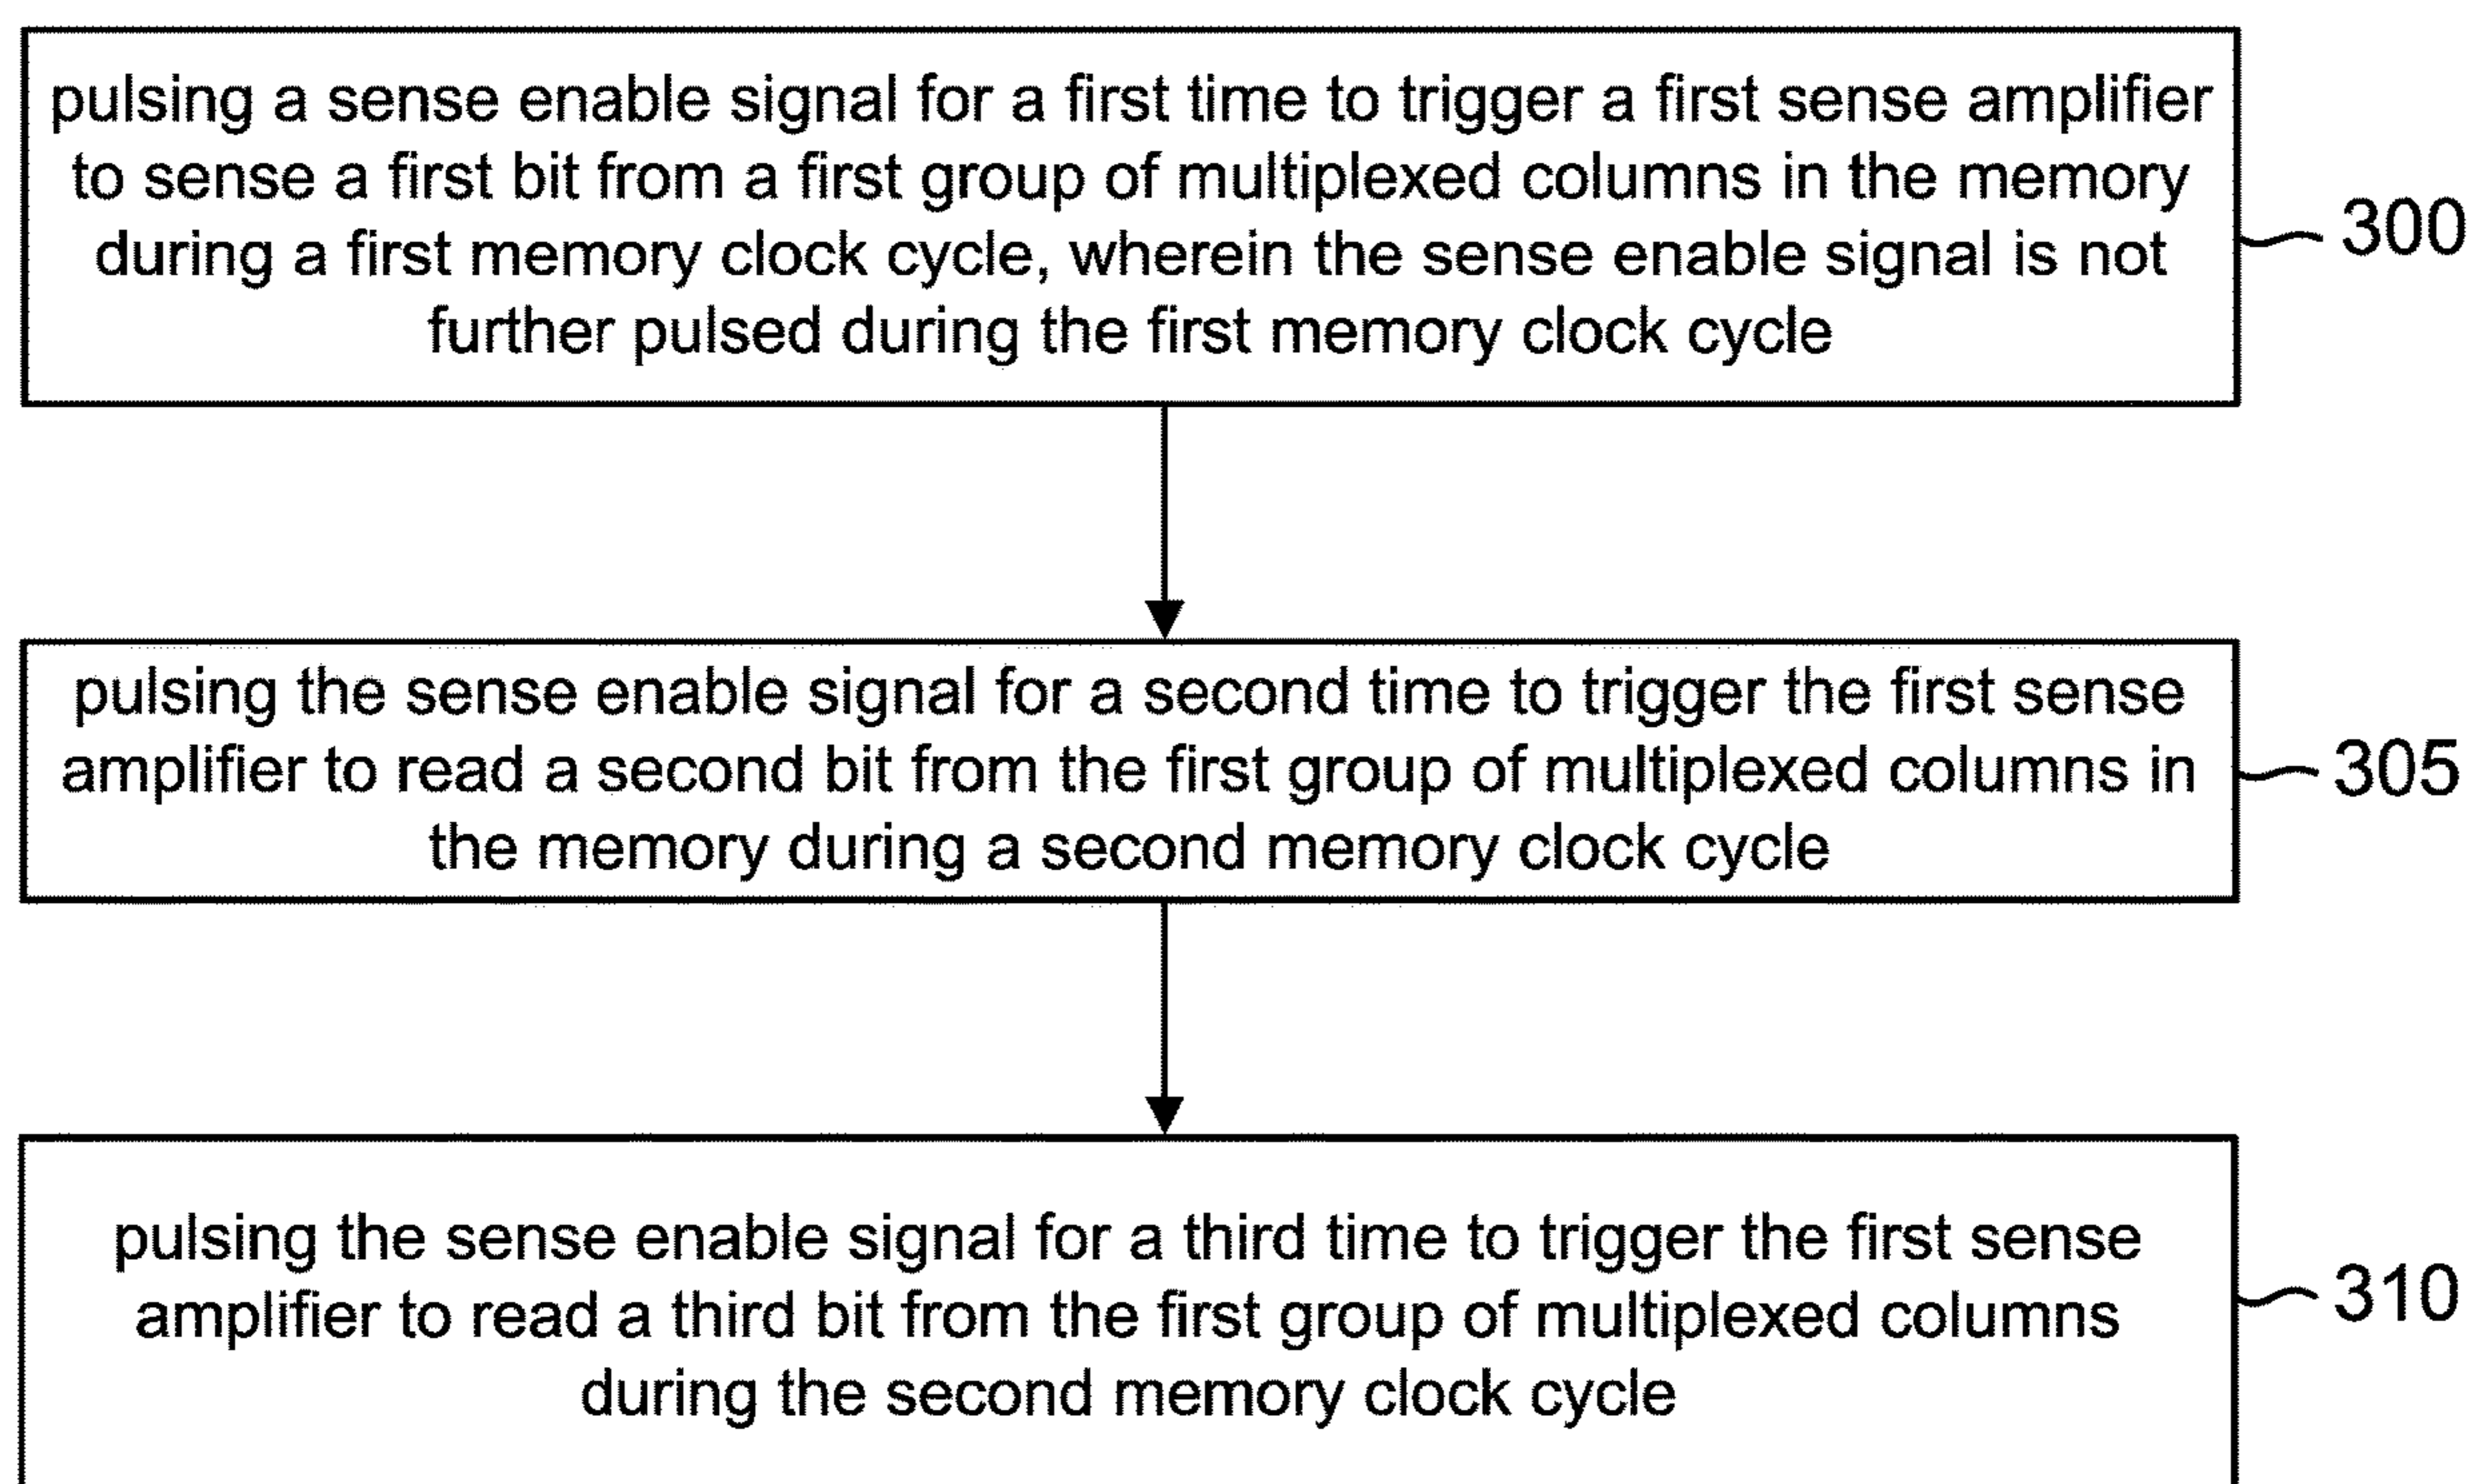 pulsing a sense enable signal for a first time to trigger a first sense amplifier
to sense a first bit from a first group of multiplexed columns in the memory
during a first memory clock cycle, wherein the sense enable signal is not
further pulsed during the first memory clock cycle
300
pulsing the sense enable signal for a second time to trigger the first sense
amplifier to read a second bit from the first group of multiplexed columns in
the memory during a second memory clock cycle
305
pulsing the sense enable signal for a third time to trigger the first sense
amplifier to read a third bit from the first group of multiplexed columns
during the second memory clock cycle
310